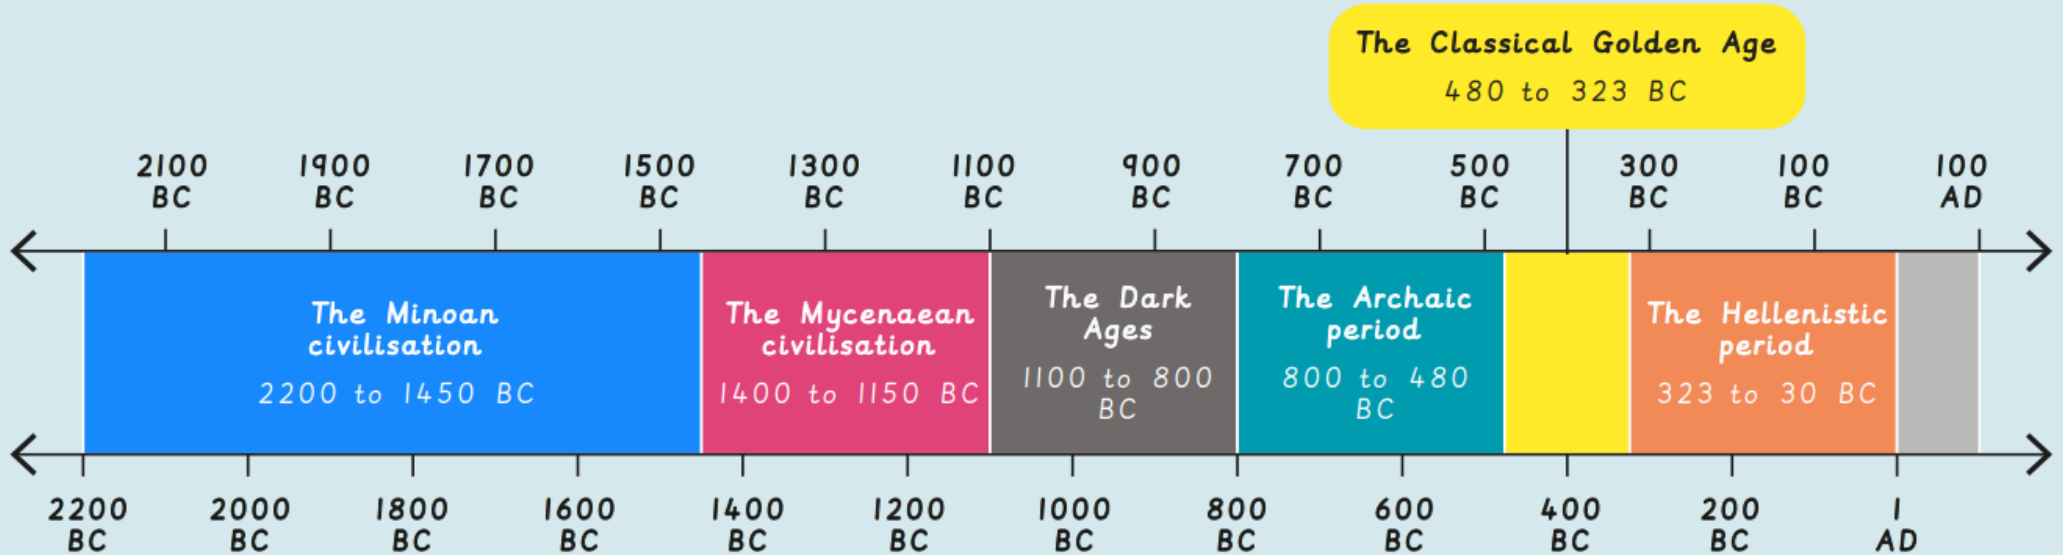 The Classical Golden Age
480 to 323 BC
2100 BC
1900 BC
1700 BC
1500 BC
1300 BC
1100 BC
900 BC
700 BC
500 BC
300 BC
100 BC
100 AD
The Minoan
civilisation
2200 to 1450 BC
The Mycenaean
civilisation
1400 to 1150 BC
The Dark
Ages
1100 to 800
BC
The Archaic
period
800 to 480
BC
The Hellenistic
period
323 to 30 BC
2200 BC
2000 BC
1800 BC
1600 BC
1400 BC
1200 BC
1000 BC
800 BC
600 BC
400 BC
200 BC
1 AD